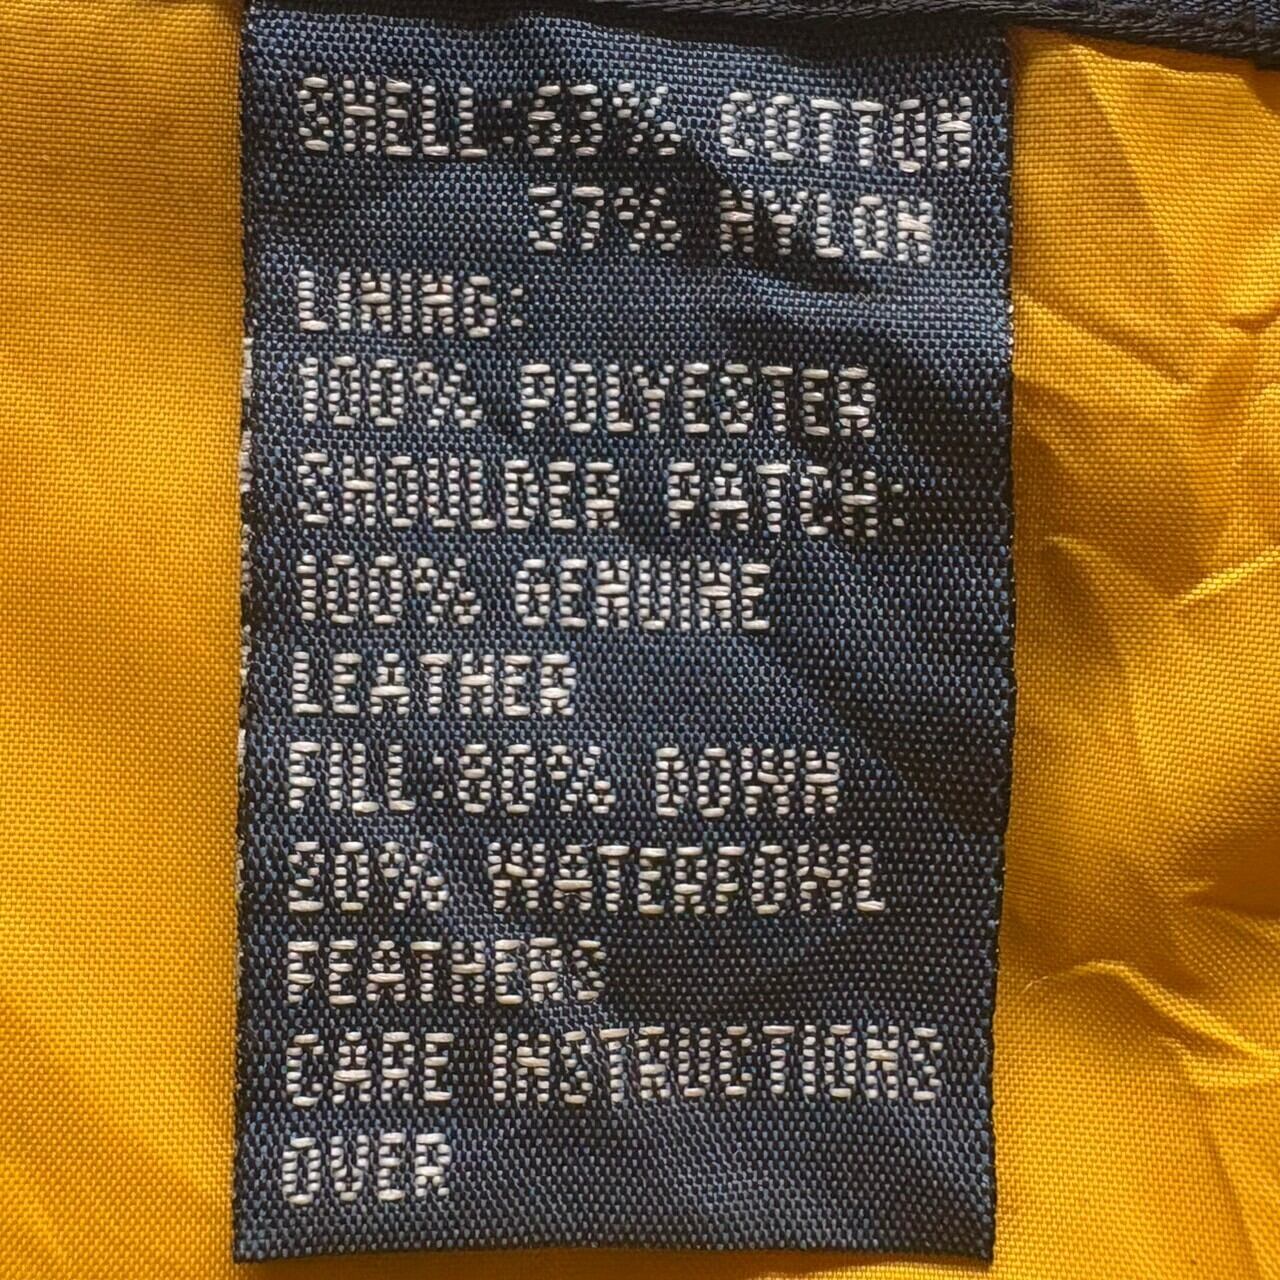 SHELL:63% COTTON
37% NYLON
LINING:
100% POLYESTER
SHOULDER PATCH:
100% GENUINE
LEATHER
FILL:80% DOWN
20% WATERFOWL
FEATHERS
CARE INSTRUCTIONS
OVER